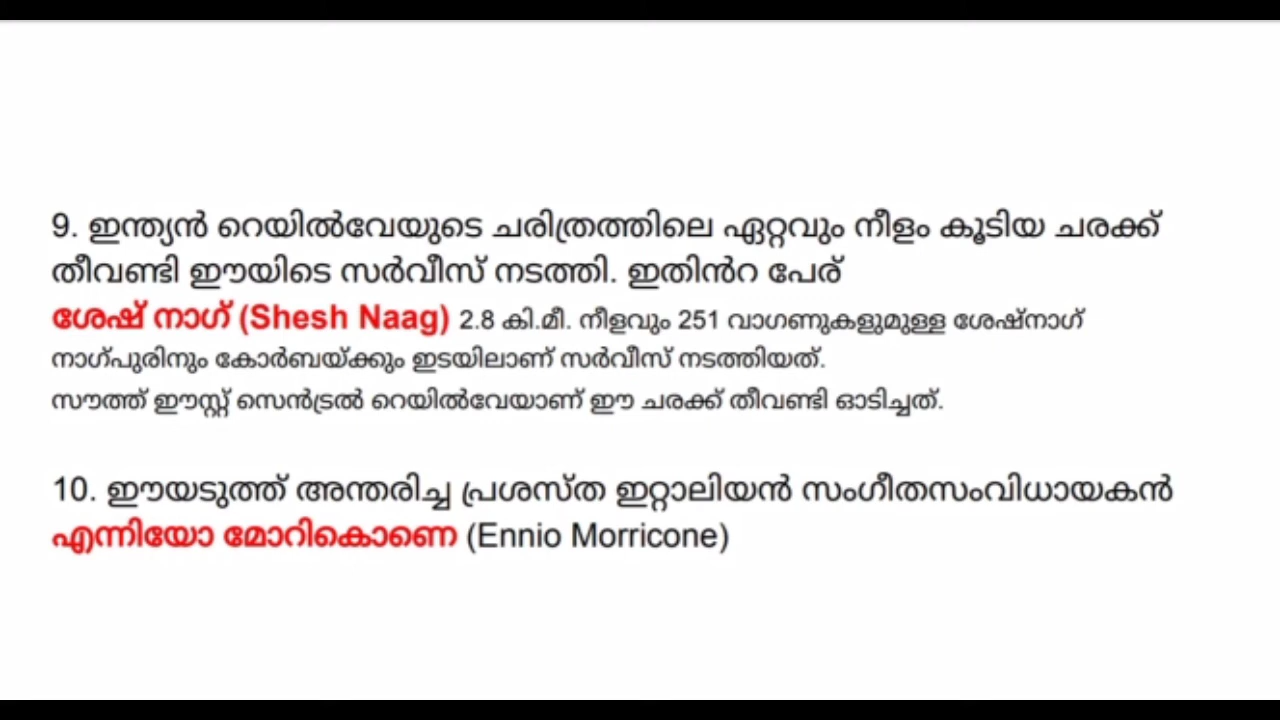 9. ഇന്ത്യൻ റെയിൽവേയുടെ ചരിത്രത്തിലെ ഏറ്റവും നീളം കൂടിയ ചരക്ക്
തീവണ്ടി ഈയിടെ സർവീസ് നടത്തി. ഇതിൻറ പേര്
ശേഷ് നാഗ് (Shesh Naag) 2.8 കി.മീ. നീളവും 251 വാഗണുകളുമുള്ള ശേഷ്നാഗ്
നാഗ്പുരിനും കോർബയ്ക്കും ഇടയിലാണ് സർവീസ് നടത്തിയത്.
സൗത്ത് ഈസ്റ്റ് സെൻട്രൽ റെയിൽവേയാണ് ഈ ചരക്ക് തീവണ്ടി ഓടിച്ചത്.
10. ഈയടുത്ത് അന്തരിച്ച പ്രശസ്ത ഇറ്റാലിയൻ സംഗീതസംവിധായകൻ
എന്നിയോ മോറികൊണെ (Ennio Morricone)